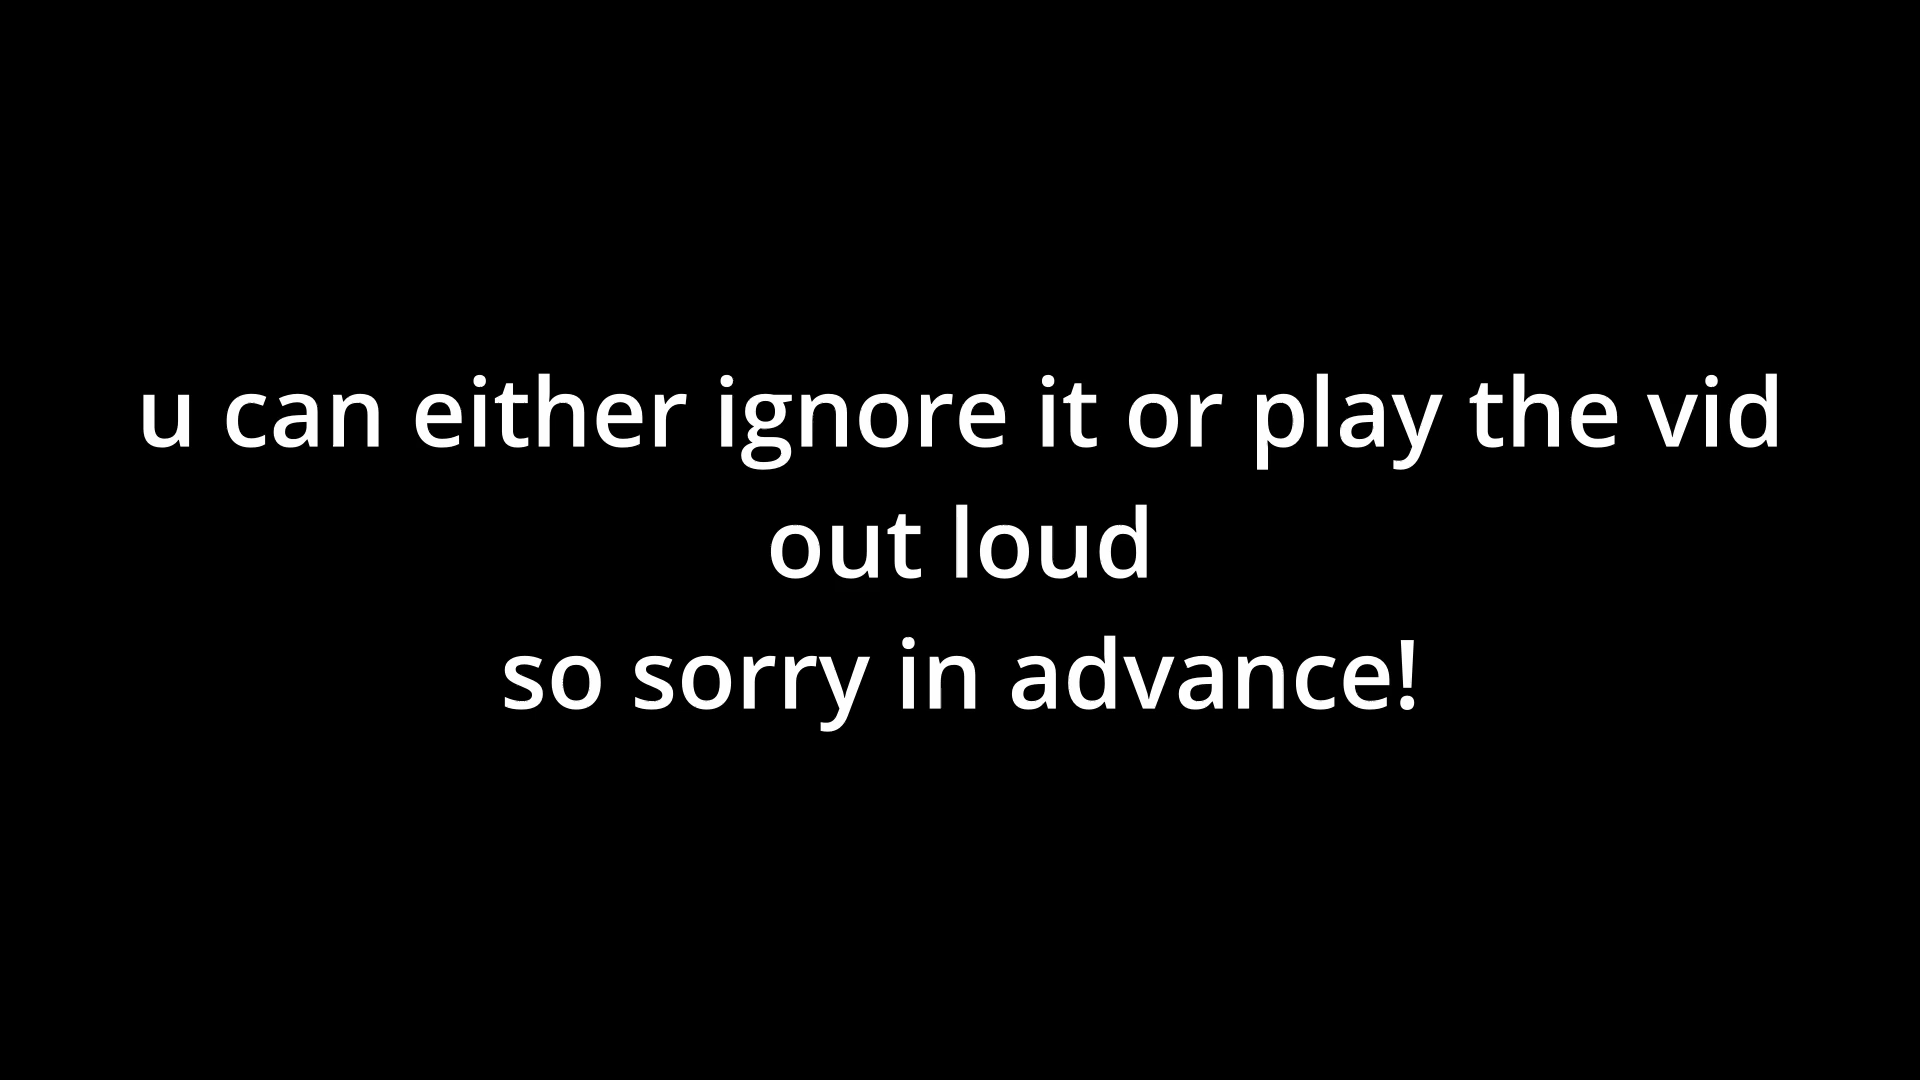 u can either ignore it or play the vid
out loud
so sorry in advance!